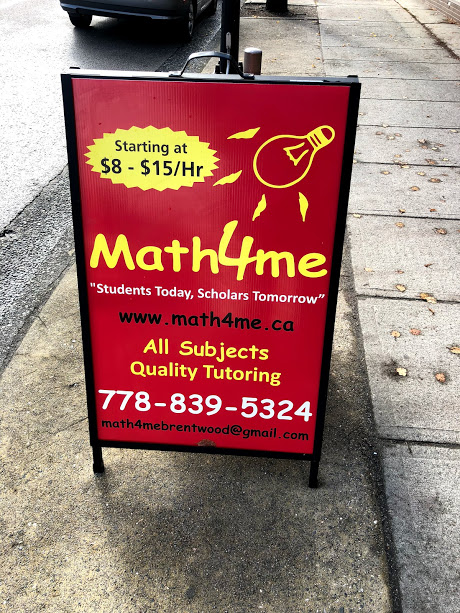 Starting at
$8 - $15/Hr
Math4me
"Students Today, Scholars Tomorrow"
www.math4me.ca
All Subjects
Quality Tutoring
778-839-5324
math4mebrentwood@gmail.com